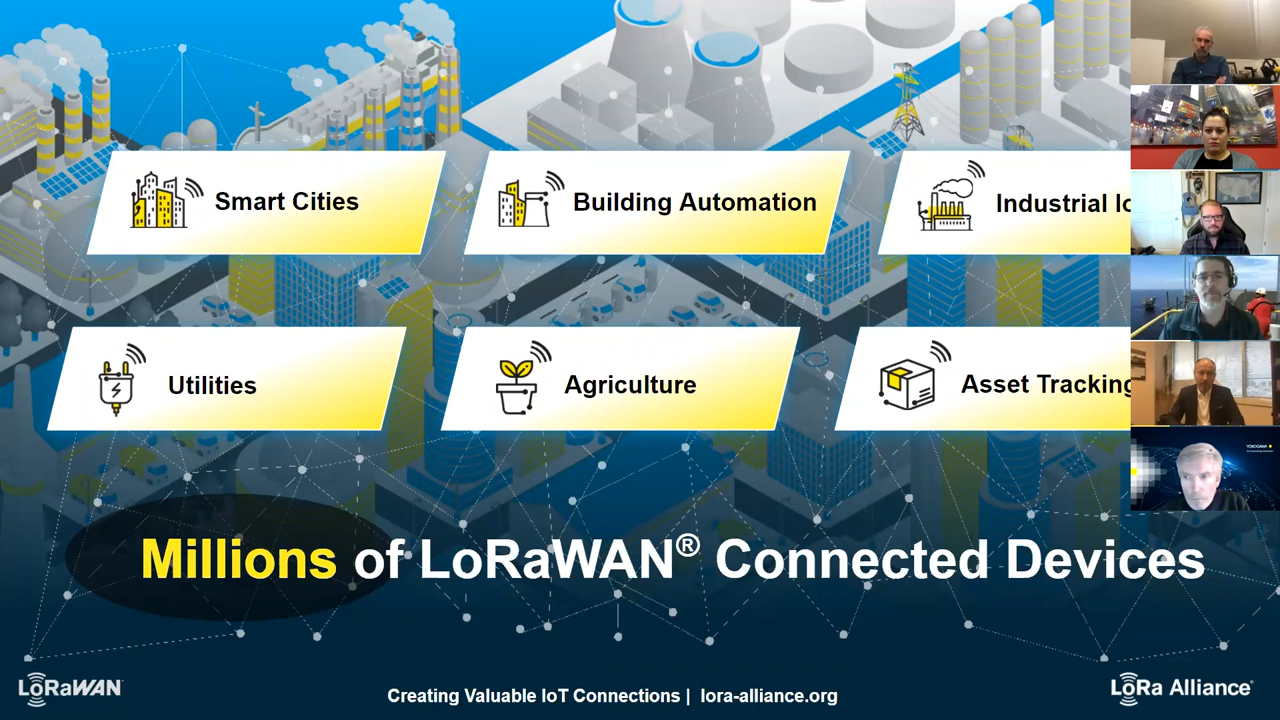 Smart Cities
Building Automation
Industrial Io
Utilities
Agriculture
Asset Tracking
YOKOGAWA
Millions of LoRaWAN® Connected Devices
LoRaWAN
Creating Valuable IoT Connections | lora-alliance.org
LoRa Alliance®